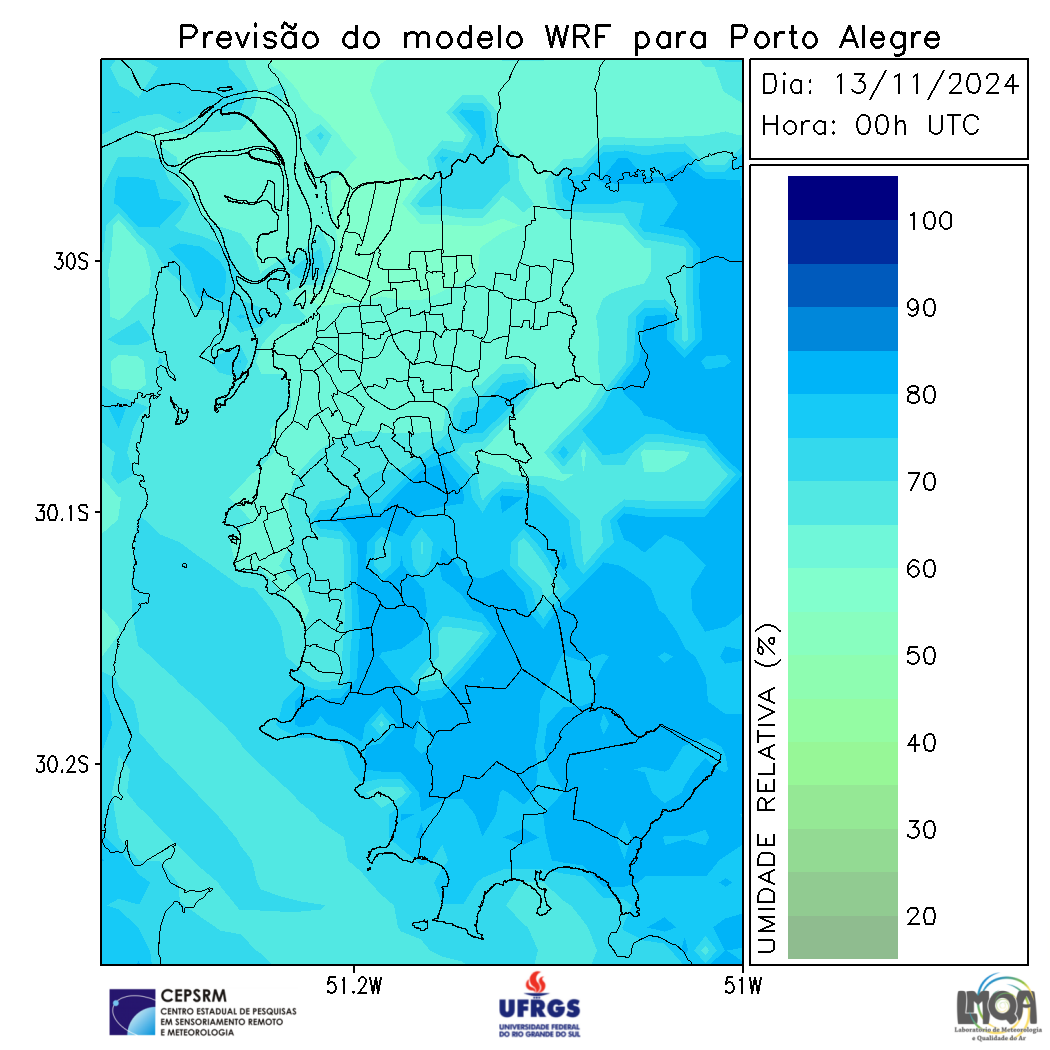 Previsão do modelo WRF para Porto Alegre
Dia: 13/11/2024
Hora: 00h UTC
30S
30.1S
30.2S
51.2W
51W
UMIDADE RELATIVA (%)
100
90
80
70
60
50
40
30
20
CEPSRM
CENTRO ESTADUAL DE PESQUISAS
EM SENSORIAMENTO REMOTO
E METEOROLOGIA
UFRGS
UNIVERSIDADE FEDERAL
DO RIO GRANDE DO SUL
LMQA
Laboratório de Meteorologia
e Qualidade do Ar